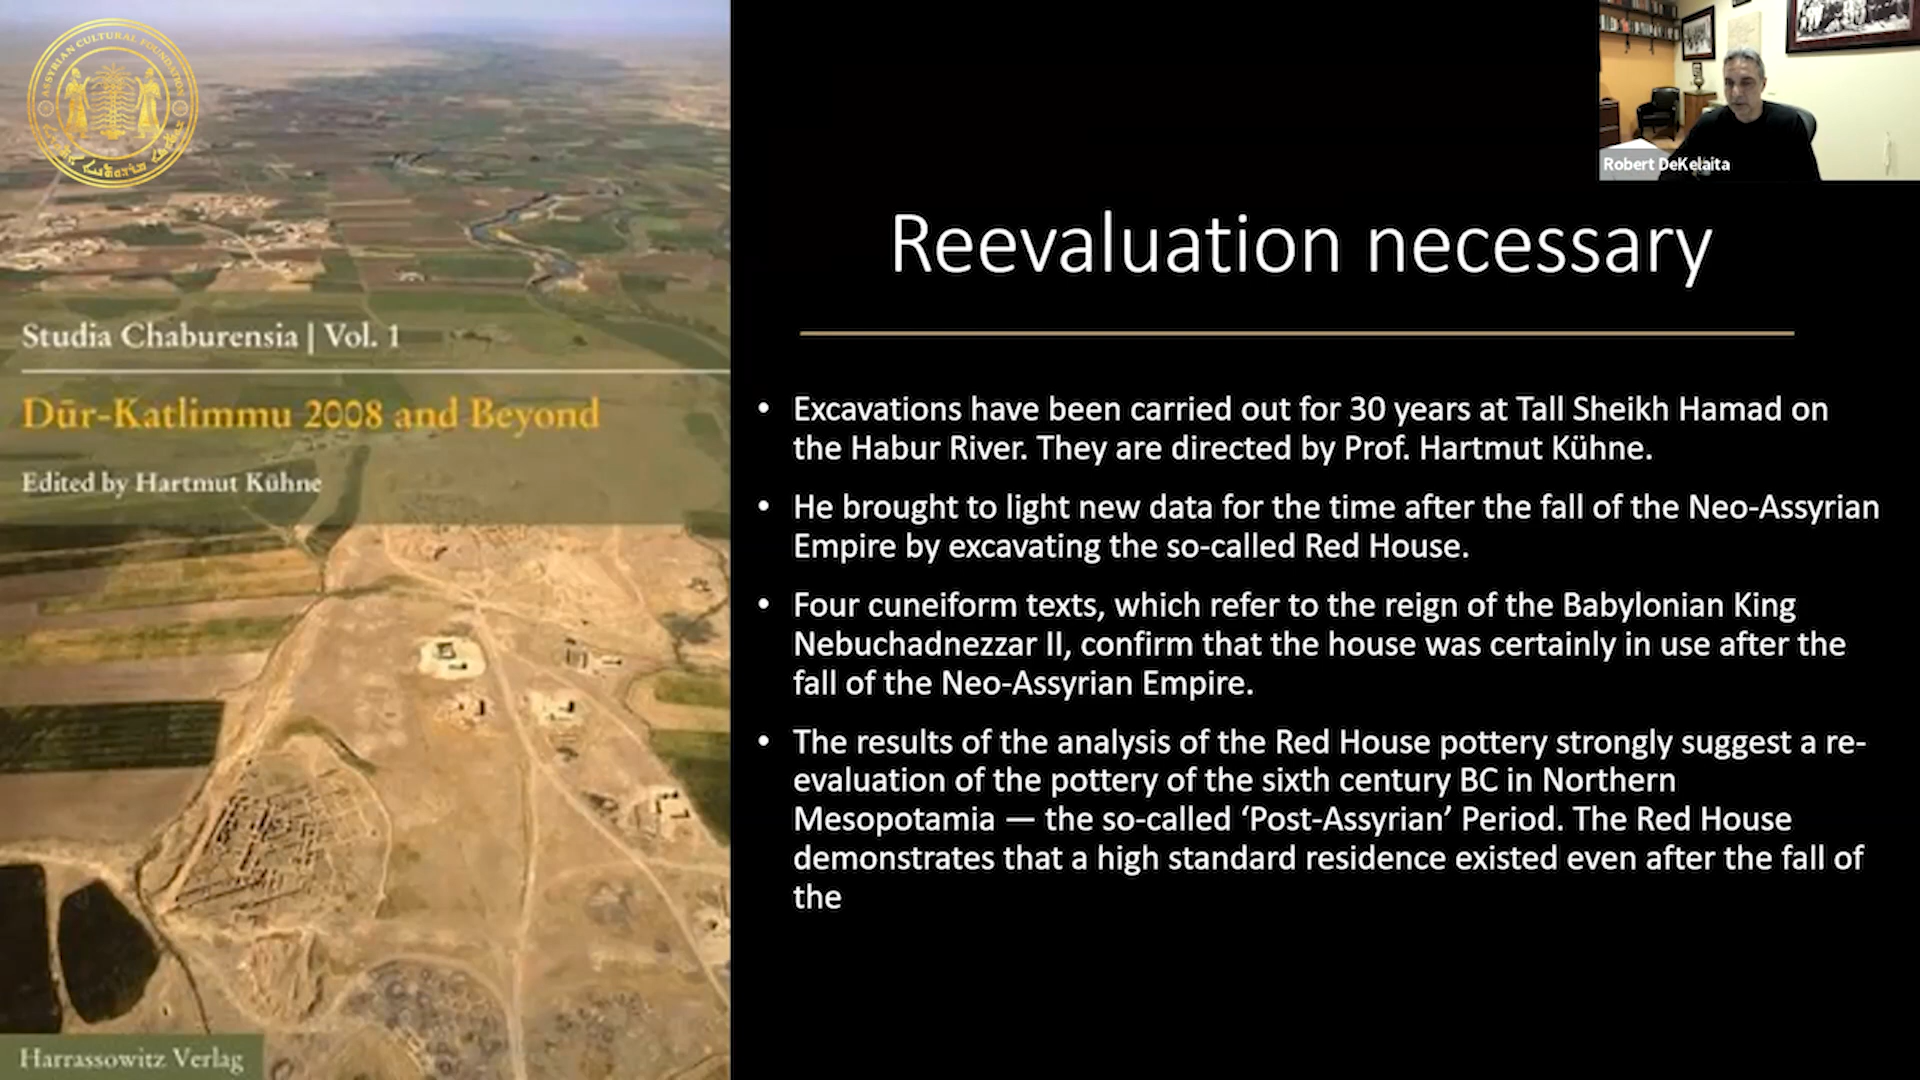 ASSYRIAN CULTURAL FOUNDATION
Studia Chaburensia | Vol. 1
Dūr-Katlimmu 2008 and Beyond
Edited by Hartmut Kühne
Harrassowitz Verlag
Robert DeKelaita
Reevaluation necessary
• Excavations have been carried out for 30 years at Tall Sheikh Hamad on
the Habur River. They are directed by Prof. Hartmut Kühne.
• He brought to light new data for the time after the fall of the Neo-Assyrian
Empire by excavating the so-called Red House.
• Four cuneiform texts, which refer to the reign of the Babylonian King
Nebuchadnezzar II, confirm that the house was certainly in use after the
fall of the Neo-Assyrian Empire.
• The results of the analysis of the Red House pottery strongly suggest a re-
evaluation of the pottery of the sixth century BC in Northern
Mesopotamia — the so-called ‘Post-Assyrian’ Period. The Red House
demonstrates that a high standard residence existed even after the fall of
the